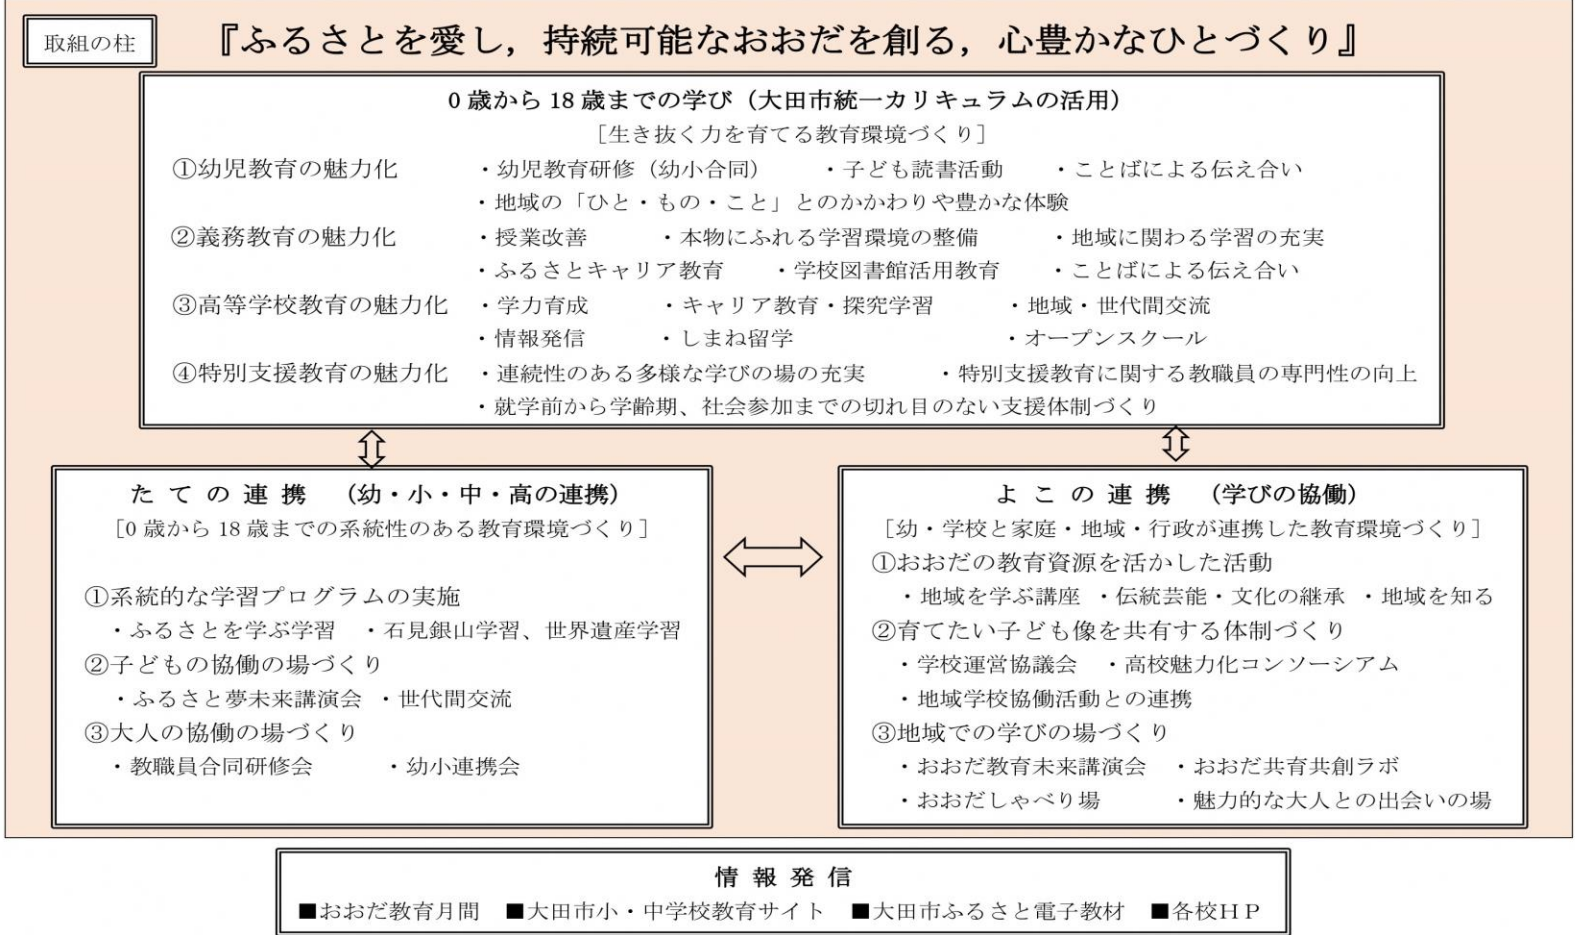 取組の柱
『ふるさとを愛し，持続可能なおおだを創る，心豊かなひとづくり』
0歳から18歳までの学び（大田市統一カリキュラムの活用）
［生き抜く力を育てる教育環境づくり］
①幼児教育の魅力化　・幼児教育研修（幼小合同）　・子ども読書活動　・ことばによる伝え合い
・地域の「ひと・もの・こと」とのかかわりや豊かな体験
②義務教育の魅力化　・授業改善　・本物にふれる学習環境の整備　・地域に関わる学習の充実
・ふるさとキャリア教育　・学校図書館活用教育　・ことばによる伝え合い
③高等学校教育の魅力化　・学力育成　・キャリア教育・探究学習　・地域・世代間交流
・情報発信　・しまね留学　・オープンスクール
④特別支援教育の魅力化　・連続性のある多様な学びの場の充実　・特別支援教育に関する教職員の専門性の向上
・就学前から学齢期、社会参加までの切れ目のない支援体制づくり
たての連携　（幼・小・中・高の連携）
［0歳から18歳までの系統性のある教育環境づくり］
①系統的な学習プログラムの実施
・ふるさとを学ぶ学習　・石見銀山学習、世界遺産学習
②子どもの協働の場づくり
・ふるさと夢未来講演会　・世代間交流
③大人の協働の場づくり
・教職員合同研修会　・幼小連携会
よこの連携　（学びの協働）
［幼・学校と家庭・地域・行政が連携した教育環境づくり］
①おおだの教育資源を活かした活動
・地域を学ぶ講座　・伝統芸能・文化の継承　・地域を知る
②育てたい子ども像を共有する体制づくり
・学校運営協議会　・高校魅力化コンソーシアム
・地域学校協働活動との連携
③地域での学びの場づくり
・おおだ教育未来講演会　・おおだ共育共創ラボ
・おおだしゃべり場　・魅力的な大人との出会いの場
情報発信
■おおだ教育月間　■大田市小・中学校教育サイト　■大田市ふるさと電子教材　■各校ＨＰ